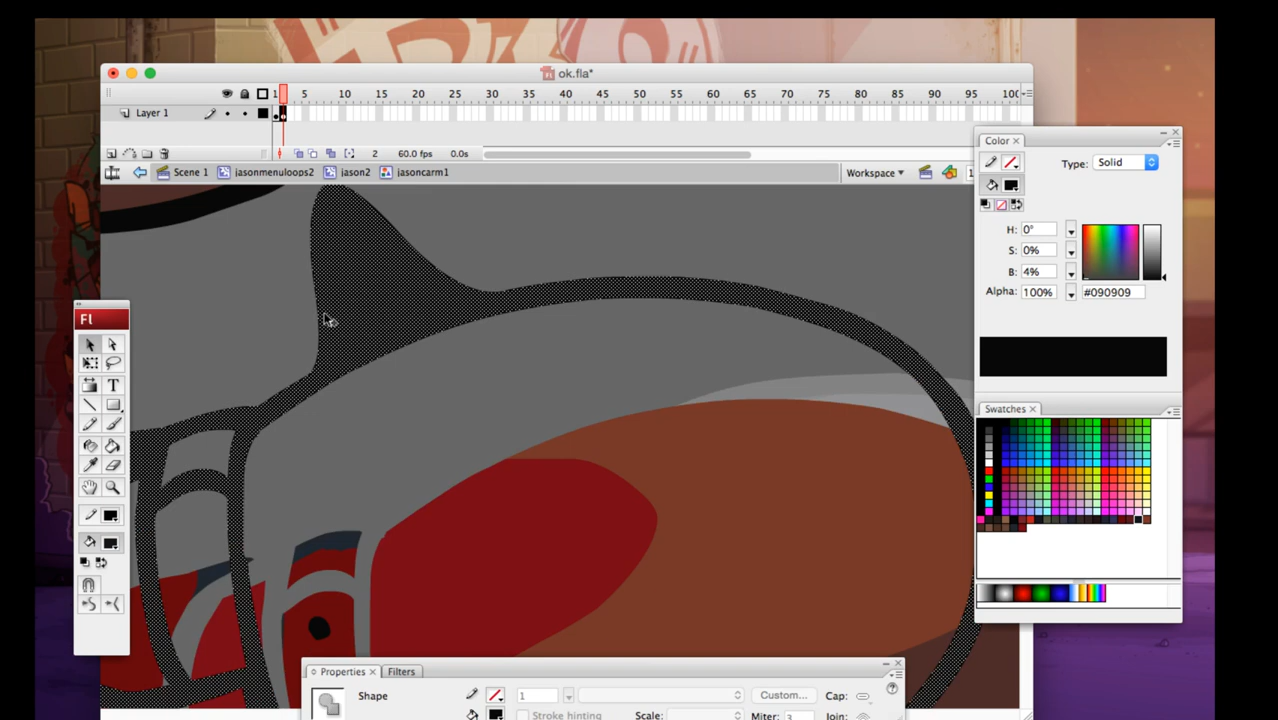 ok.fla*
1 5 10 15 20 25 30 35 40 45 50 55 60 65 70 75 80 85 90 95 100
Layer 1
2 60.0 fps 0.0s
Scene 1 jasonmenuloops2 jason2 jasoncarm1 Workspace
Color
Type: Solid
H: 0°
S: 0%
B: 4%
Alpha: 100% #090909
Fl
T
Swatches
Properties Filters
Shape 1 Custom... Cap:
Stroke hinting Scale: Miter: 3 Join: